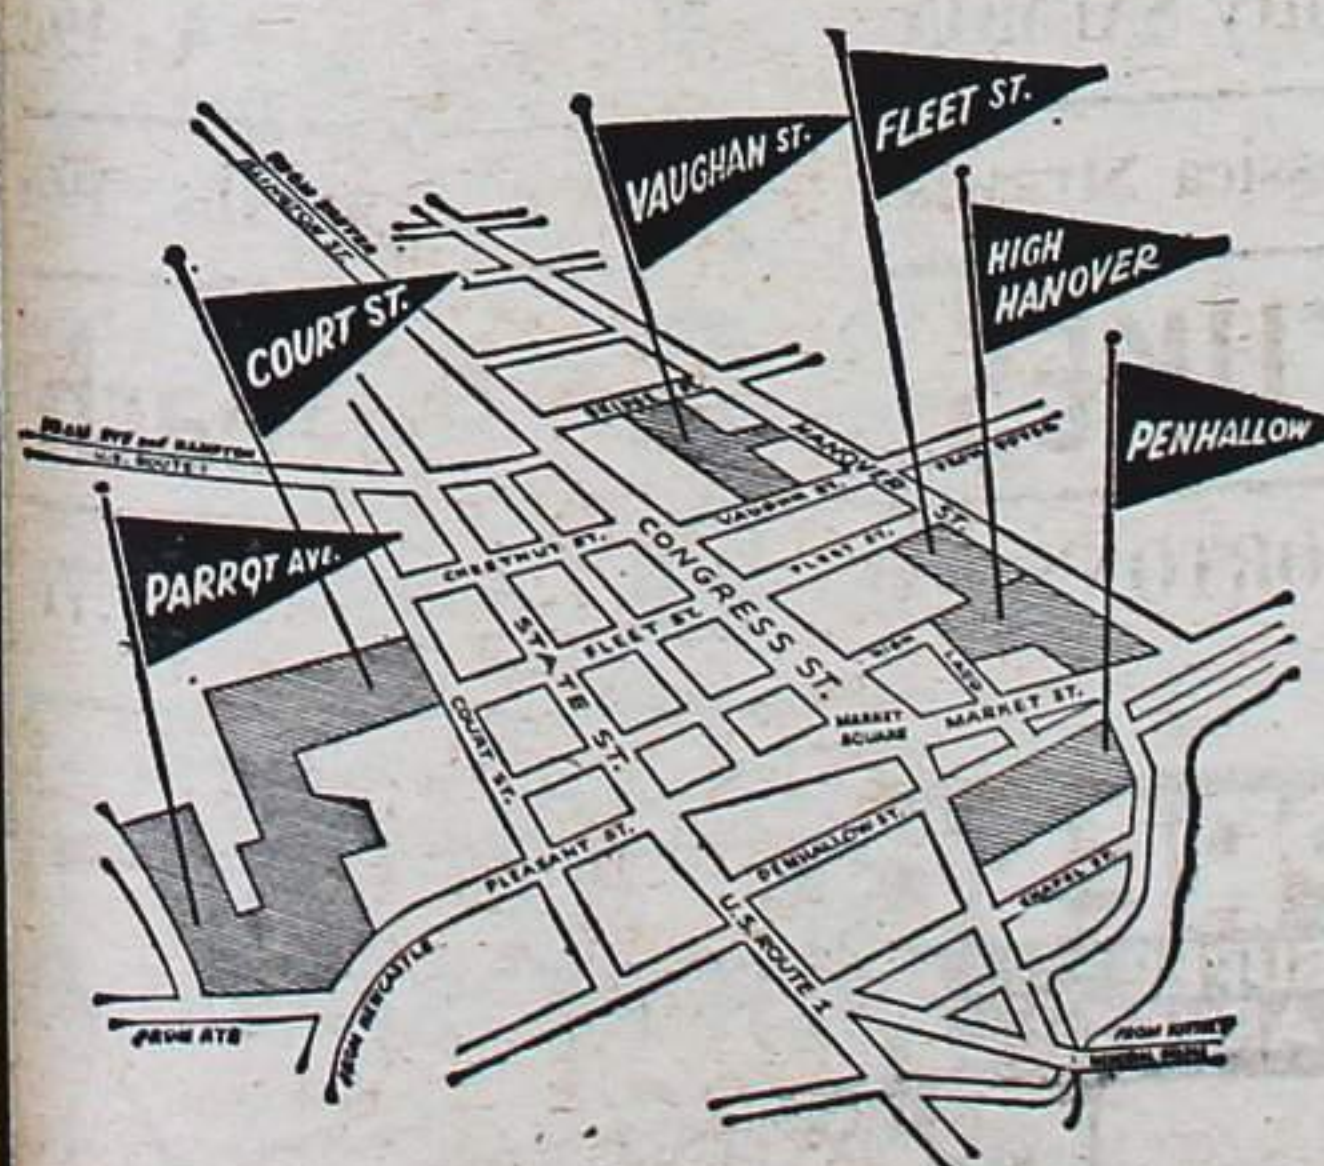 FLEET ST.
VAUGHAN ST.
HIGH
HANOVER
COURT ST.
PENHALLOW
PARROT AVE.
U.S. ROUTE 1
HANOVER
ST.
VAUGHN ST.
FLEET ST.
CHESTNUT ST.
CONGRESS ST.
FLEET ST.
STATE ST.
HIGH
COURT ST.
MARKET ST.
MARKET
SQUARE
PLEASANT ST.
PENHALLOW ST.
CHAPEL ST.
U.S. ROUTE 1
FROM NEWCASTLE
FROM